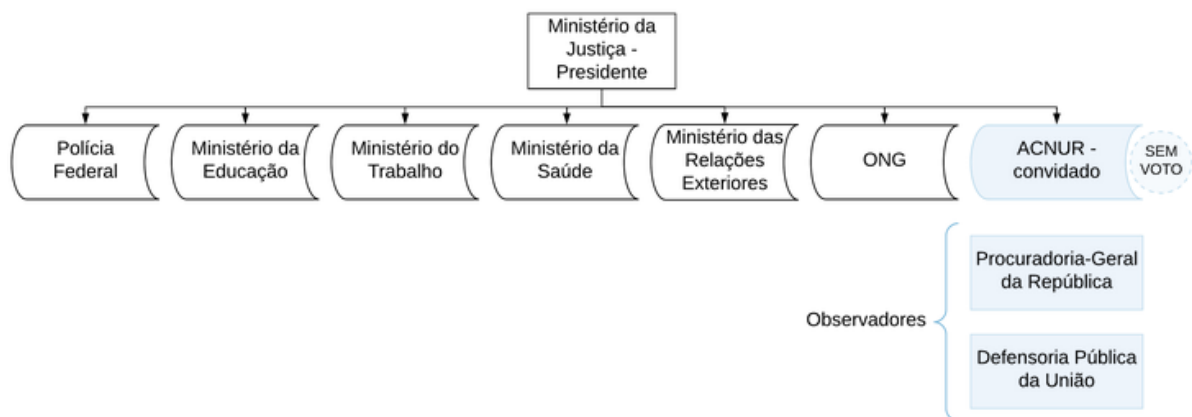 Ministério da
Justiça -
Presidente
Polícia
Federal
Ministério da
Educação
Ministério do
Trabalho
Ministério da
Saúde
Ministério das
Relações
Exteriores
ONG
ACNUR -
convidado
SEM
VOTO
Procuradoria-Geral
da República
Observadores
Defensoria Pública
da União